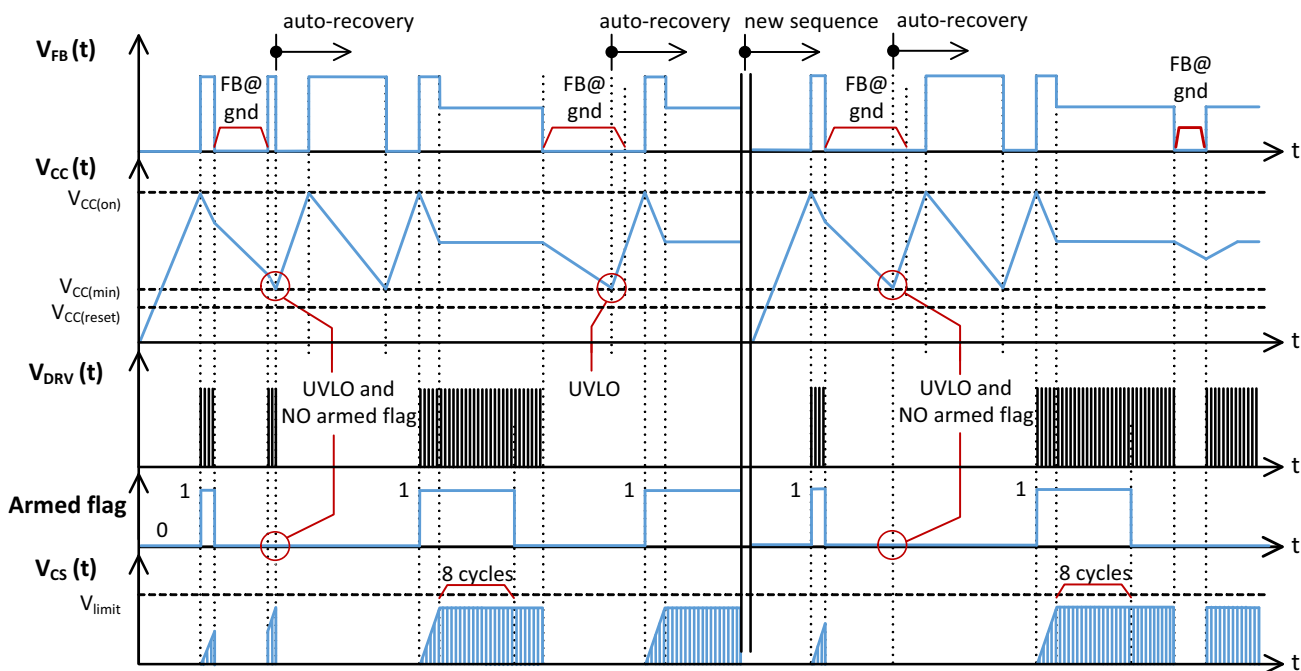 auto-recovery
auto-recovery
new sequence
auto-recovery
V_FB (t)
FB@
gnd
FB@
gnd
FB@
gnd
FB@
gnd
t
V_CC (t)
V_CC(on)
V_CC(min)
V_CC(reset)
t
V_DRV (t)
UVLO and
NO armed flag
UVLO
UVLO and
NO armed flag
t
Armed flag
1
0
1
1
1
1
t
V_CS (t)
8 cycles
8 cycles
V_limit
t